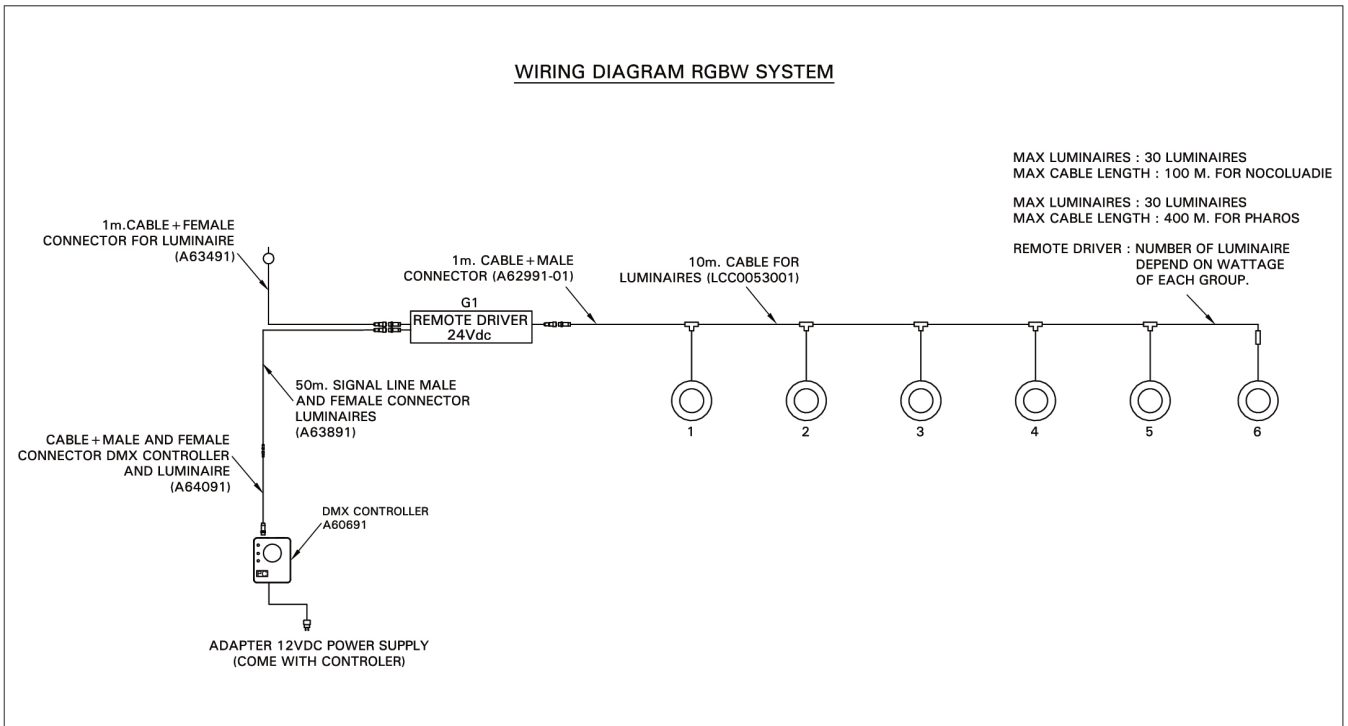 WIRING DIAGRAM RGBW SYSTEM
MAX LUMINAIRES : 30 LUMINAIRES
MAX CABLE LENGTH : 100 M. FOR NOCOLUADIE
MAX LUMINAIRES : 30 LUMINAIRES
MAX CABLE LENGTH : 400 M. FOR PHAROS
REMOTE DRIVER : NUMBER OF LUMINAIRE
DEPEND ON WATTAGE
OF EACH GROUP.
1m.CABLE+FEMALE
CONNECTOR FOR LUMINAIRE
(A63491)
1m. CABLE+MALE
CONNECTOR (A62991-01)
10m. CABLE FOR
LUMINAIRES (LCC0053001)
G1
REMOTE DRIVER
24Vdc
50m. SIGNAL LINE MALE
AND FEMALE CONNECTOR
LUMINAIRES
(A63891)
1 2 3 4 5 6
CABLE+MALE AND FEMALE
CONNECTOR DMX CONTROLLER
AND LUMINAIRE
(A64091)
DMX CONTROLLER
A60691
ADAPTER 12VDC POWER SUPPLY
(COME WITH CONTROLER)